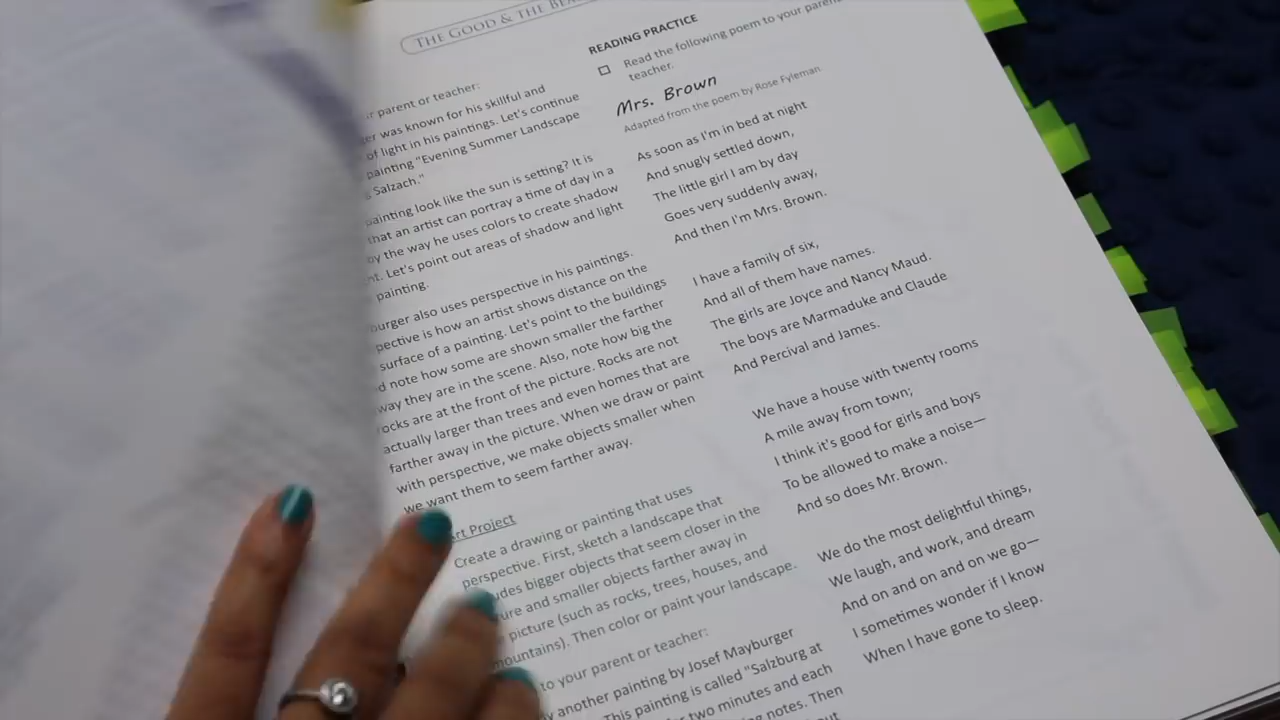 THE GOOD & THE
parent or teacher:
was known for his skillful and
of light in his paintings. Let's continue
painting "Evening Summer Landscape
Salzach."
painting look like the sun is setting? It is
that an artist can portray a time of day in a
by the way he uses colors to create shadow
Let's point out areas of shadow and light
painting.
also uses perspective in his paintings.
is how an artist shows distance on the
surface of a painting. Let's point to the buildings
note how some are shown smaller the farther
way they are in the scene. Also, note how big the
rocks are at the front of the picture. Rocks are not
actually larger than trees and even homes that are
farther away in the picture. When we draw or paint
with perspective, we make objects smaller when
we want them to seem farther away.
Art Project
Create a drawing or painting that uses
perspective. First, sketch a landscape that
bigger objects that seem closer in the
and smaller objects farther away in
picture (such as rocks, trees, houses, and
mountains). Then color or paint your landscape.
to your parent or teacher:
another painting by Josef Mayburger
This painting is called "Salzburg at
two minutes and each
notes. Then
READING PRACTICE
Read the following poem to your
teacher.
Mrs. Brown
Adapted from the poem by Rose Fyleman
As soon as I'm in bed at night
And snugly settled down,
The little girl I am by day
Goes very suddenly away,
And then I'm Mrs. Brown.
I have a family of six,
And all of them have names.
The girls are Joyce and Nancy Maud.
The boys are Marmaduke and Claude
And Percival and James.
We have a house with twenty rooms
A mile away from town;
I think it's good for girls and boys
To be allowed to make a noise—
And so does Mr. Brown.
We do the most delightful things,
We laugh, and work, and dream
And on and on and on we go—
I sometimes wonder if I know
When I have gone to sleep.